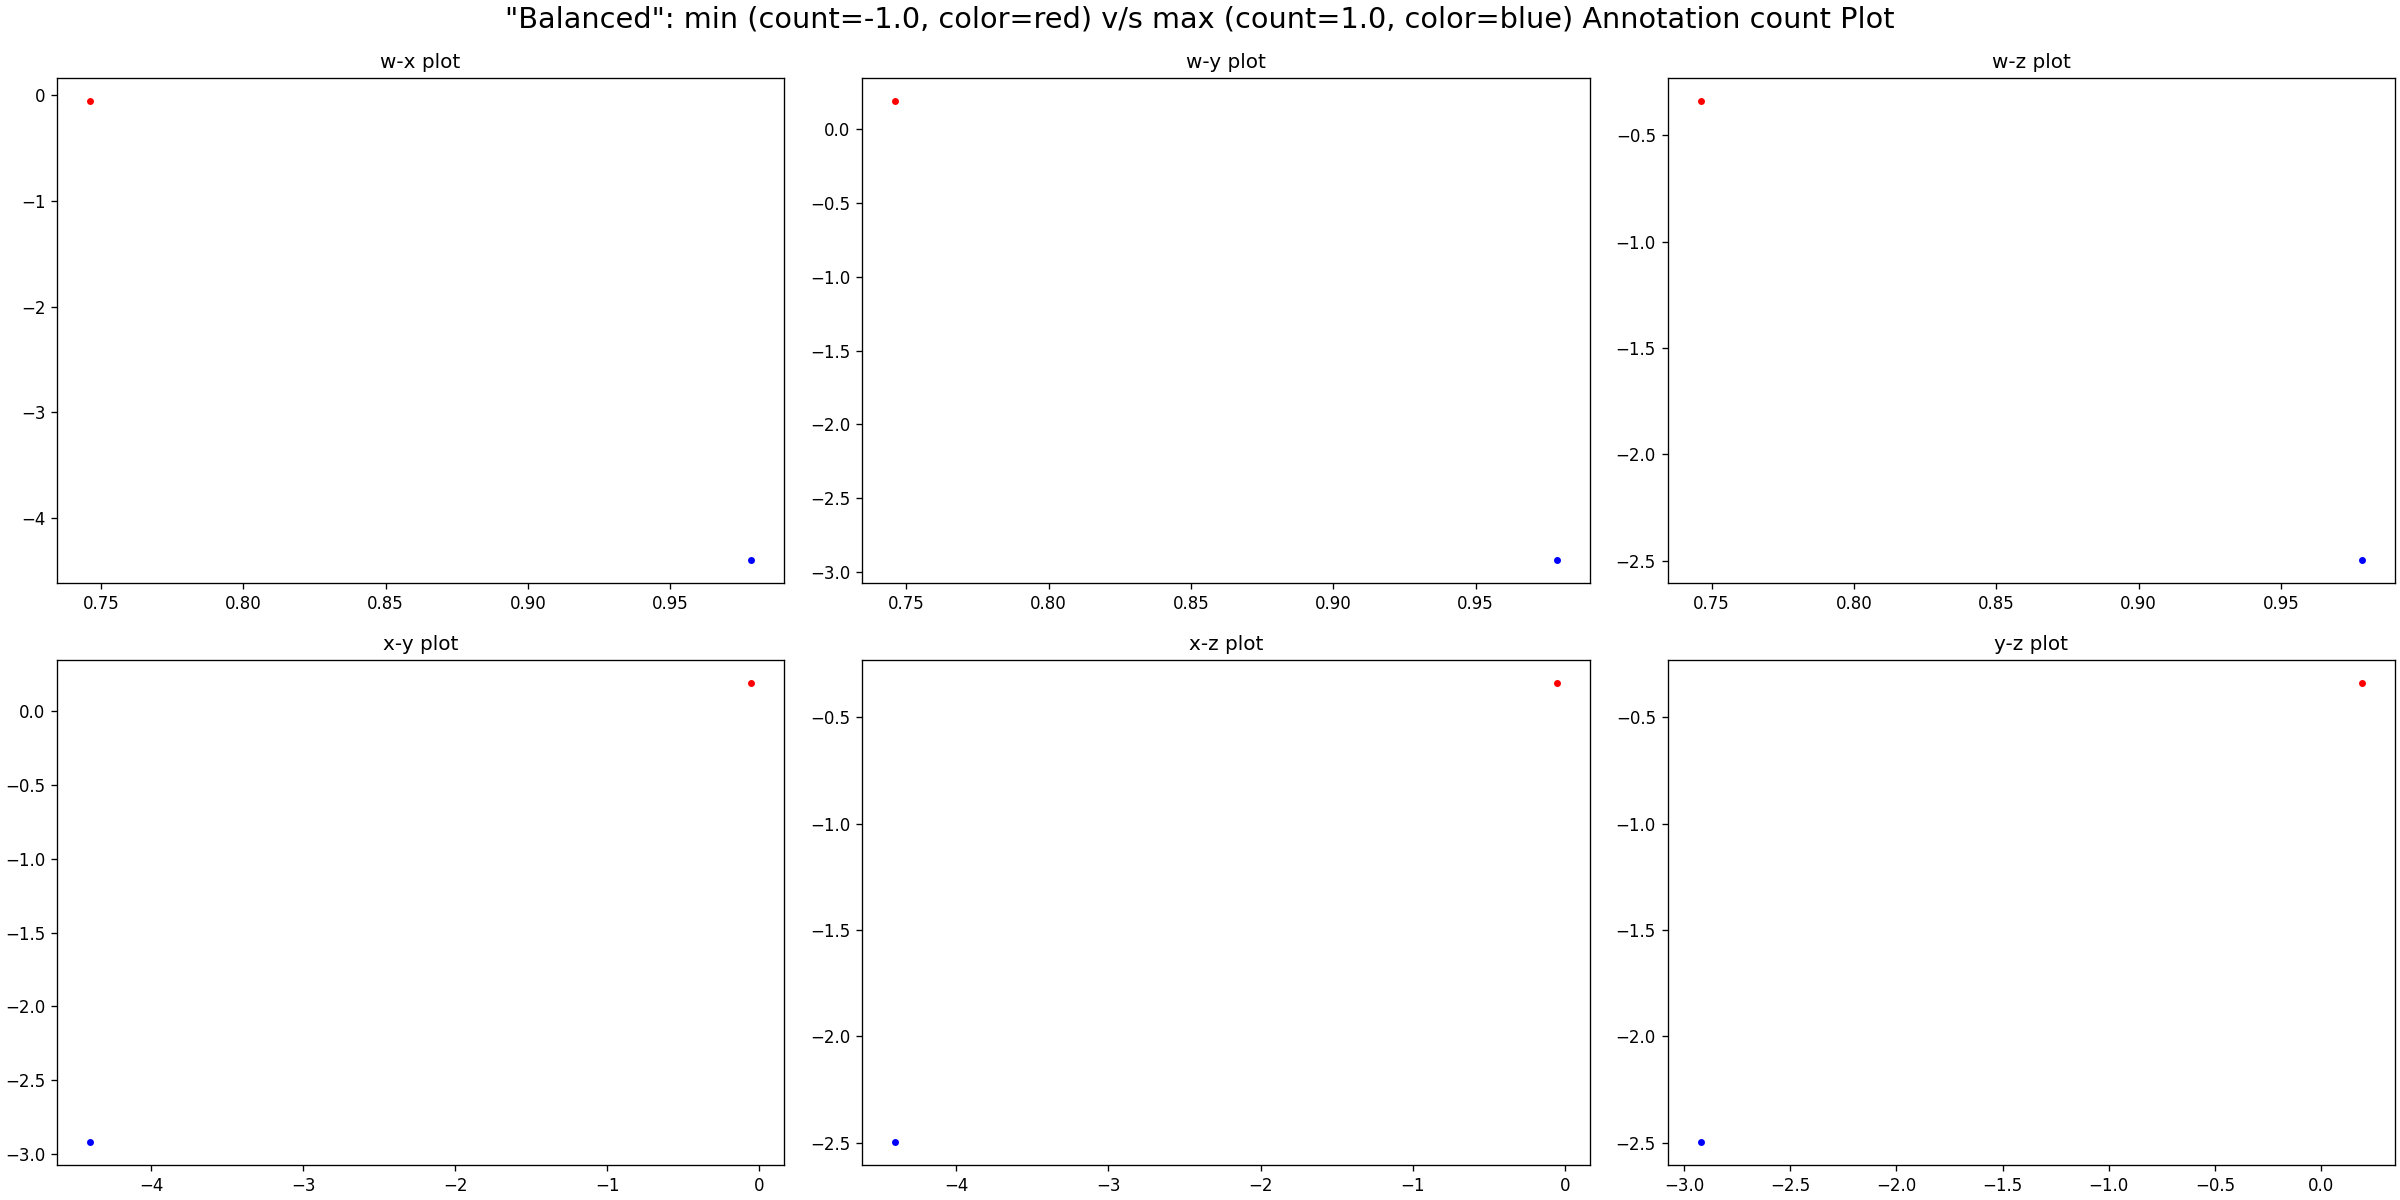 "Balanced": min (count=-1.0, color=red) v/s max (count=1.0, color=blue) Annotation count Plot
w-x plot
0
−1
−2
−3
−4
0.75 0.80 0.85 0.90 0.95
w-y plot
0.0
−0.5
−1.0
−1.5
−2.0
−2.5
−3.0
0.75 0.80 0.85 0.90 0.95
w-z plot
−0.5
−1.0
−1.5
−2.0
−2.5
0.75 0.80 0.85 0.90 0.95
x-y plot
0.0
−0.5
−1.0
−1.5
−2.0
−2.5
−3.0
−4 −3 −2 −1 0
x-z plot
−0.5
−1.0
−1.5
−2.0
−2.5
−4 −3 −2 −1 0
y-z plot
−0.5
−1.0
−1.5
−2.0
−2.5
−3.0 −2.5 −2.0 −1.5 −1.0 −0.5 0.0